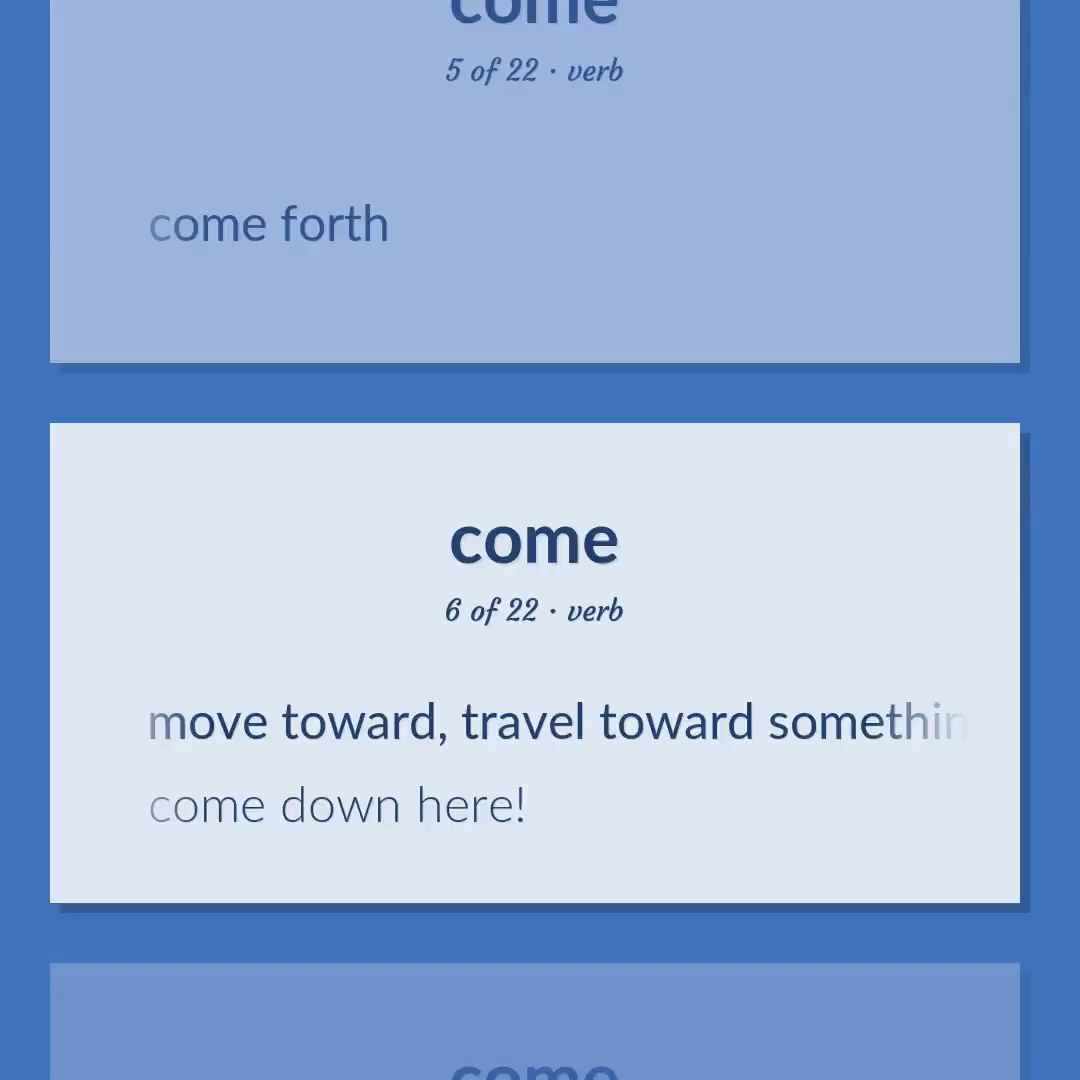 come
5 of 22 · verb
come forth
come
6 of 22 · verb
move toward, travel toward somethin
come down here!
come